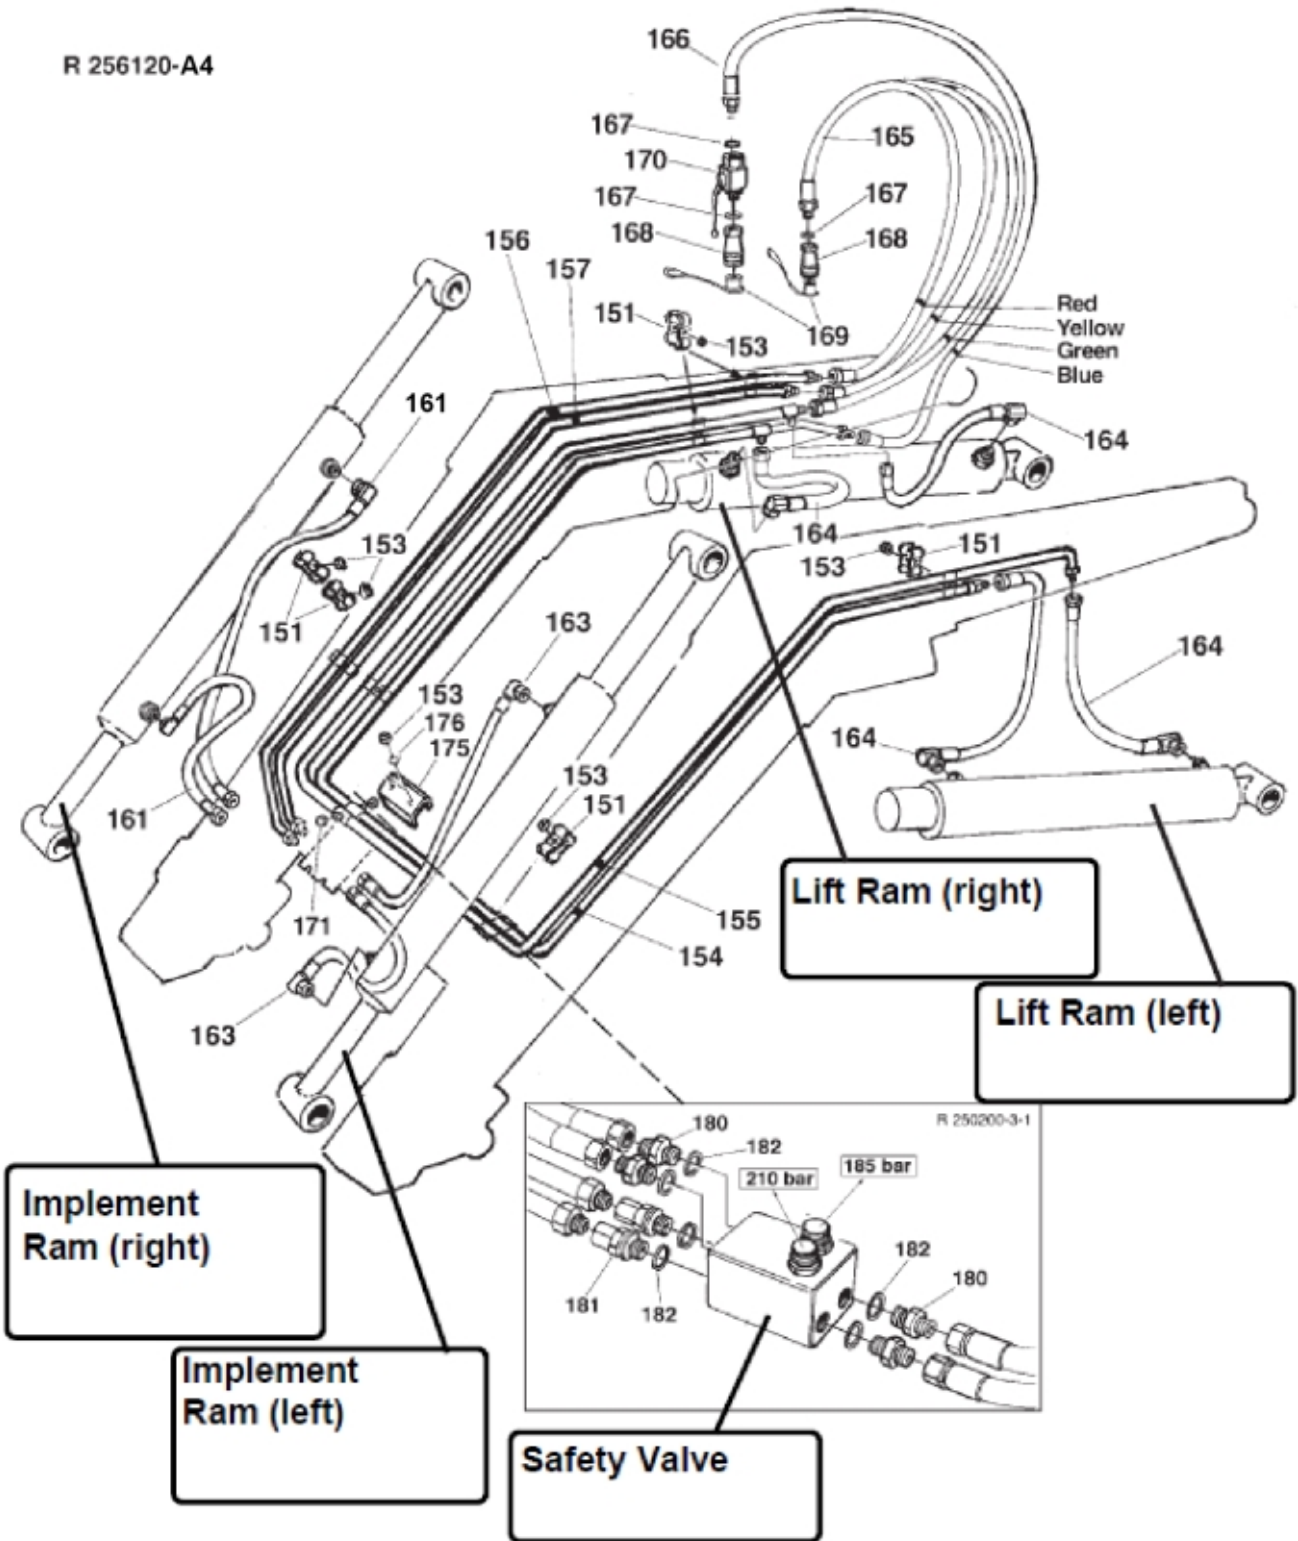 R 256120-A4
166
167
165
170
167
167
168
168
156
157
151
169
153
Red
Yellow
Green
Blue
161
164
153
164
151
153
151
163
164
153
176
175
164
153
151
161
Lift Ram (right)
155
171
154
Lift Ram (left)
163
R 250200-3-1
180
182
185 bar
210 bar
Implement
Ram (right)
182
180
181
182
Implement
Ram (left)
Safety Valve